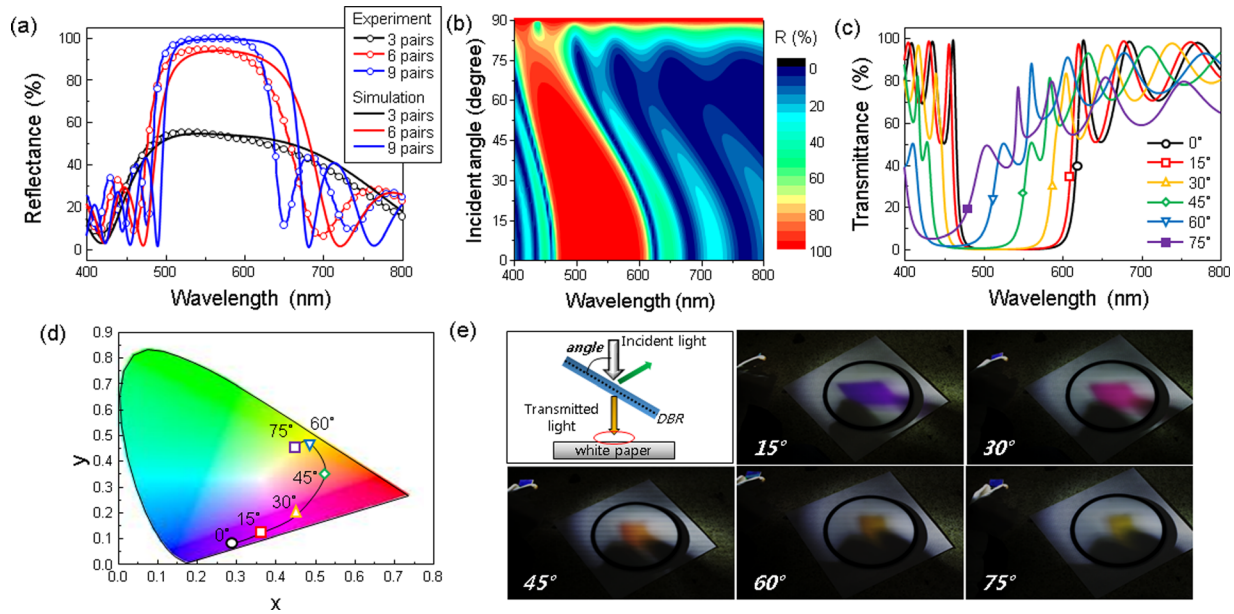 (a)
Experiment
3 pairs
6 pairs
9 pairs
Simulation
3 pairs
6 pairs
9 pairs
100
80
60
40
20
0
Reflectance (%)
400 500 600 700 800
Wavelength (nm)
(b)
R (%)
0
20
40
60
80
100
90
75
60
45
30
15
0
Incident angle (degree)
400 500 600 700 800
Wavelength (nm)
(c)
100
80
60
40
20
0
Transmittance (%)
0°
15°
30°
45°
60°
75°
400 500 600 700 800
Wavelength (nm)
(d)
0.9
0.8
0.7
0.6
0.5
0.4
0.3
0.2
0.1
0.0
y
60°
75°
45°
30°
15°
0°
0.0 0.1 0.2 0.3 0.4 0.5 0.6 0.7 0.8
x
(e)
angle
Incident light
Transmitted
light
DBR
white paper
15°
30°
45°
60°
75°